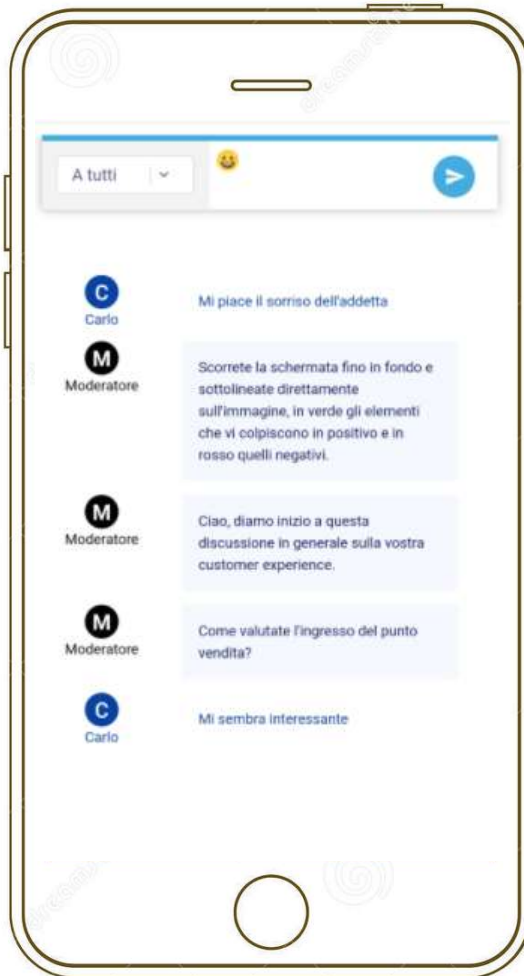 A tutti
C
Carlo
Mi piace il sorriso dell'addetta
M
Moderatore
Scorrete la schermata fino in fondo e
sottolineate direttamente
sull'immagine, in verde gli elementi
che vi colpiscono in positivo e in
rosso quelli negativi.
M
Moderatore
Ciao, diamo inizio a questa
discussione in generale sulla vostra
customer experience.
M
Moderatore
Come valutate l'ingresso del punto
vendita?
C
Carlo
Mi sembra interessante